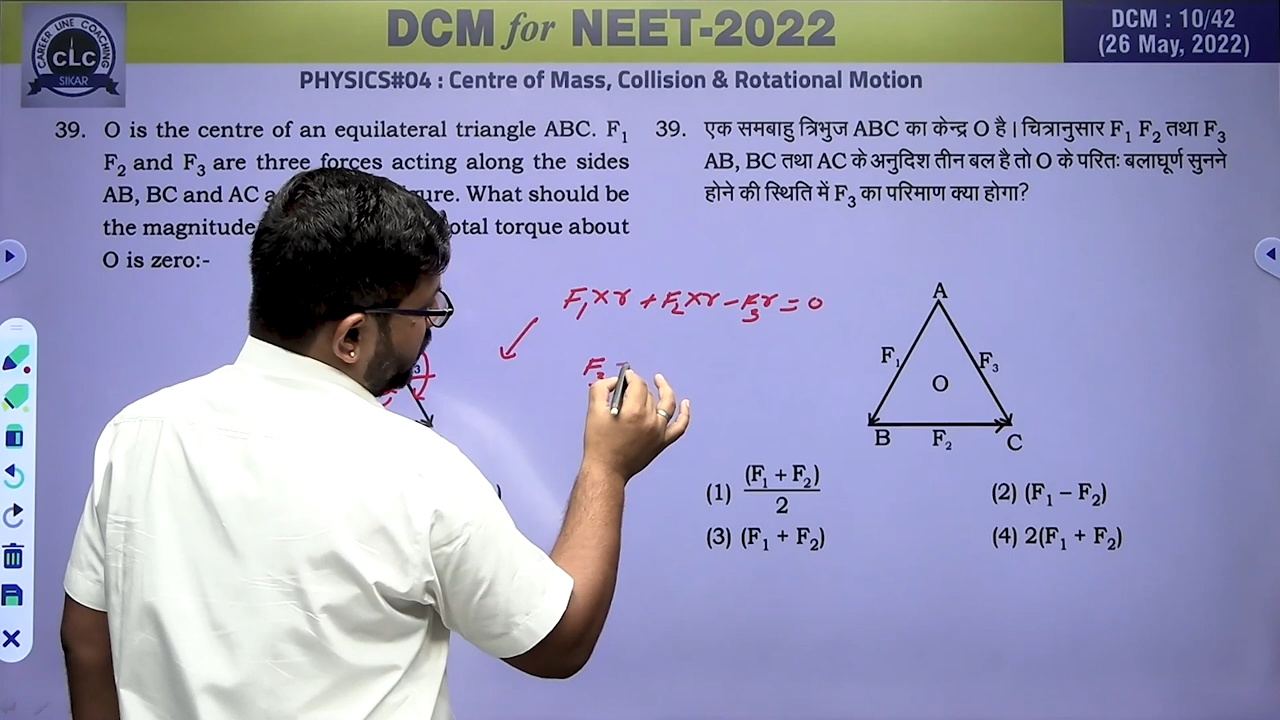 DCM for NEET-2022
DCM : 10/42
(26 May, 2022)
CAREER LINE COACHING
CLC
SIKAR
PHYSICS#04 : Centre of Mass, Collision & Rotational Motion
39. O is the centre of an equilateral triangle ABC. F₁
F₂ and F₃ are three forces acting along the sides
AB, BC and AC a gure. What should be
the magnitude otal torque about
O is zero:-
39. एक समबाहु त्रिभुज ABC का केन्द्र O है। चित्रानुसार F₁ F₂ तथा F₃
AB, BC तथा AC के अनुदिश तीन बल है तो O के परितः बलाघूर्ण सुनने
होने की स्थिति में F₃ का परिमाण क्या होगा?
F₁×r + F₂×r - F₃r = 0
F₃
A
F₁ F₃
O
B F₂ C
(1) (F₁ + F₂)
2
(2) (F₁ – F₂)
(3) (F₁ + F₂)
(4) 2(F₁ + F₂)